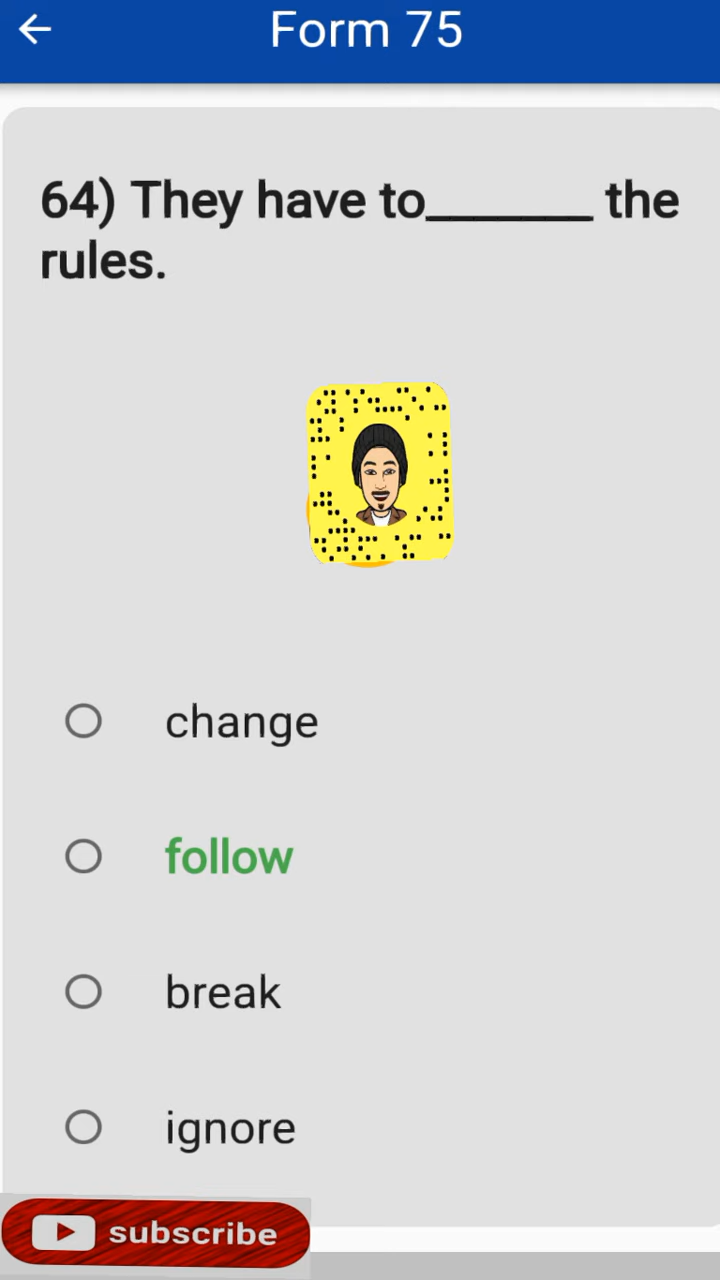 Form 75
64) They have to_______ the
rules.
change
follow
break
ignore
subscribe